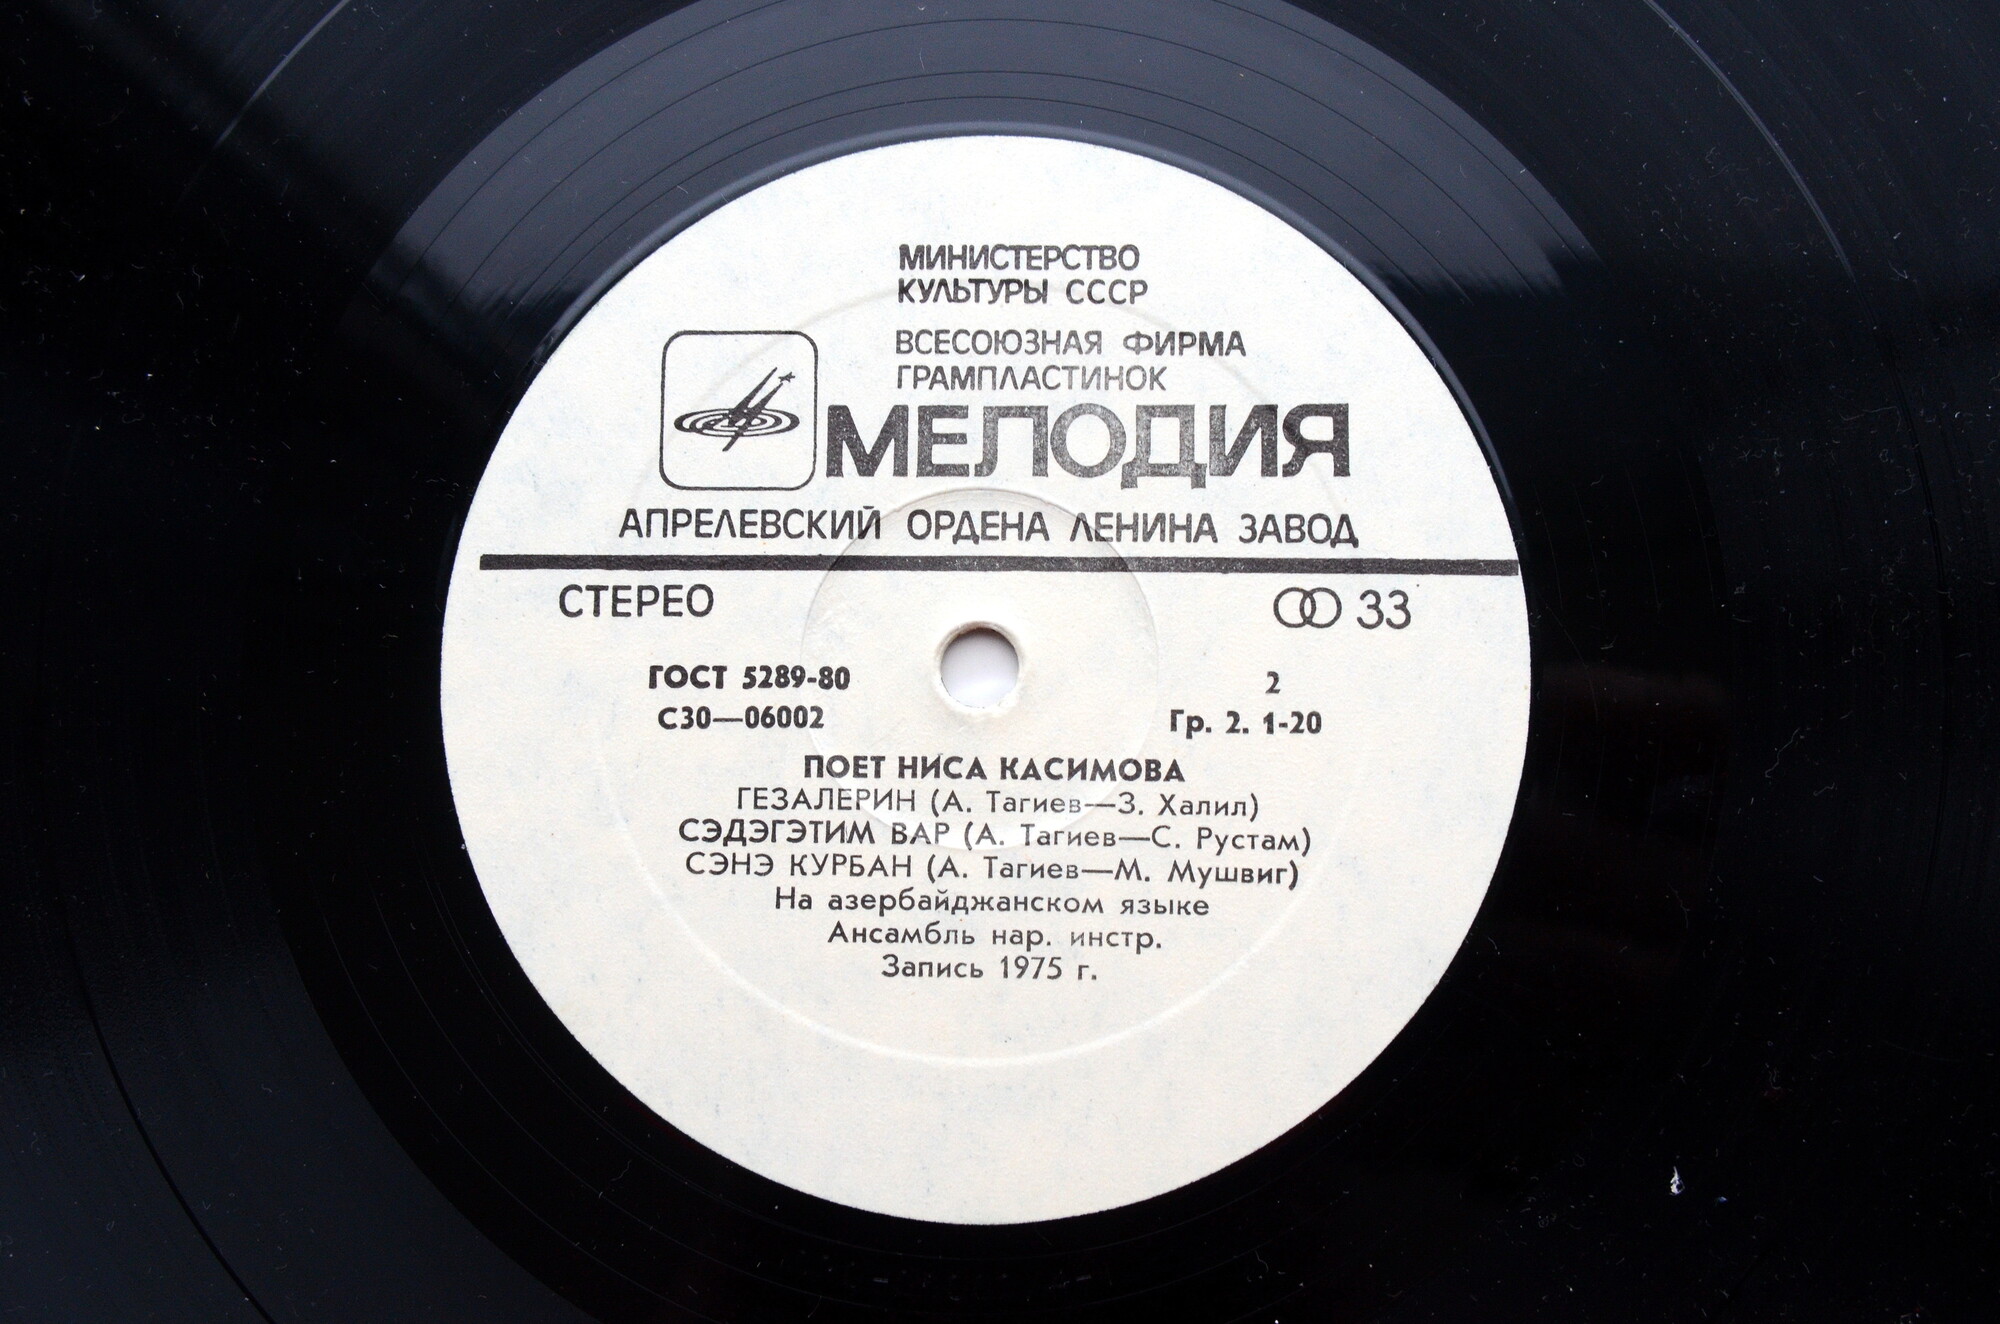 МИНИСТЕРСТВО
КУЛЬТУРЫ СССР
ВСЕСОЮЗНАЯ ФИРМА
ГРАМПЛАСТИНОК
МЕЛОДИЯ
АПРЕЛЕВСКИЙ ОРДЕНА ЛЕНИНА ЗАВОД
СТЕРЕО 33
ГОСТ 5289-80 2
С30—06002 Гр. 2. 1-20
ПОЕТ НИСА КАСИМОВА
ГЕЗАЛЕРИН (А. Тагиев—З. Халил)
СЭДЭГЭТИМ ВАР (А. Тагиев—С. Рустам)
СЭНЭ КУРБАН (А. Тагиев—М. Мушвиг)
На азербайджанском языке
Ансамбль нар. инстр.
Запись 1975 г.